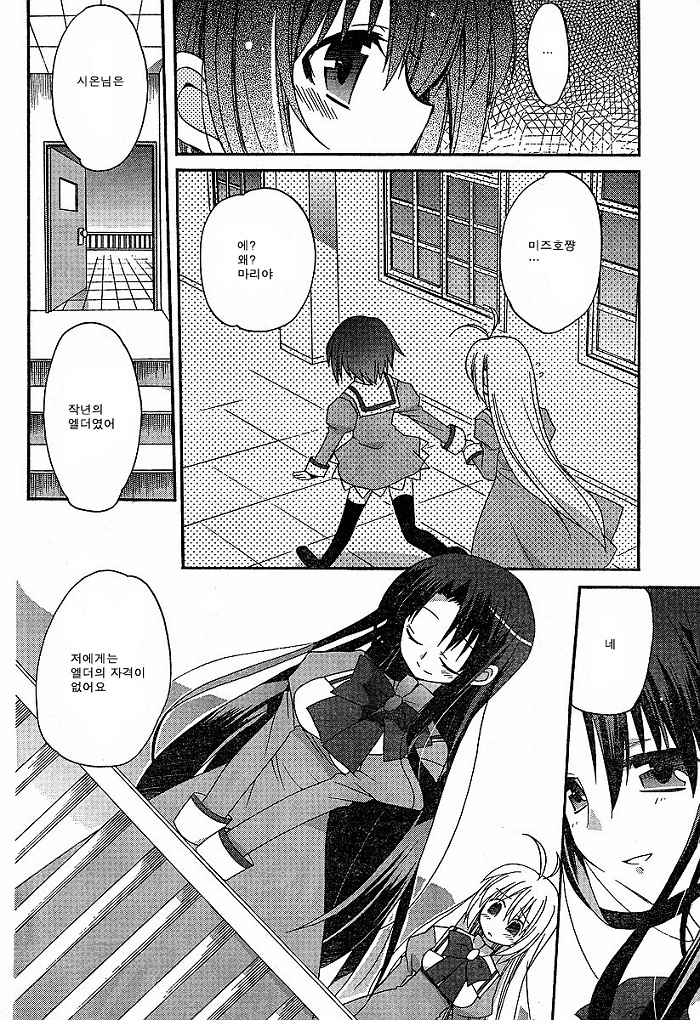 ...
미즈호쨩
...
에?
왜?
마리야
시온님은
작년의
엘더였어
네
저에게는
엘더의 자격이
없어요